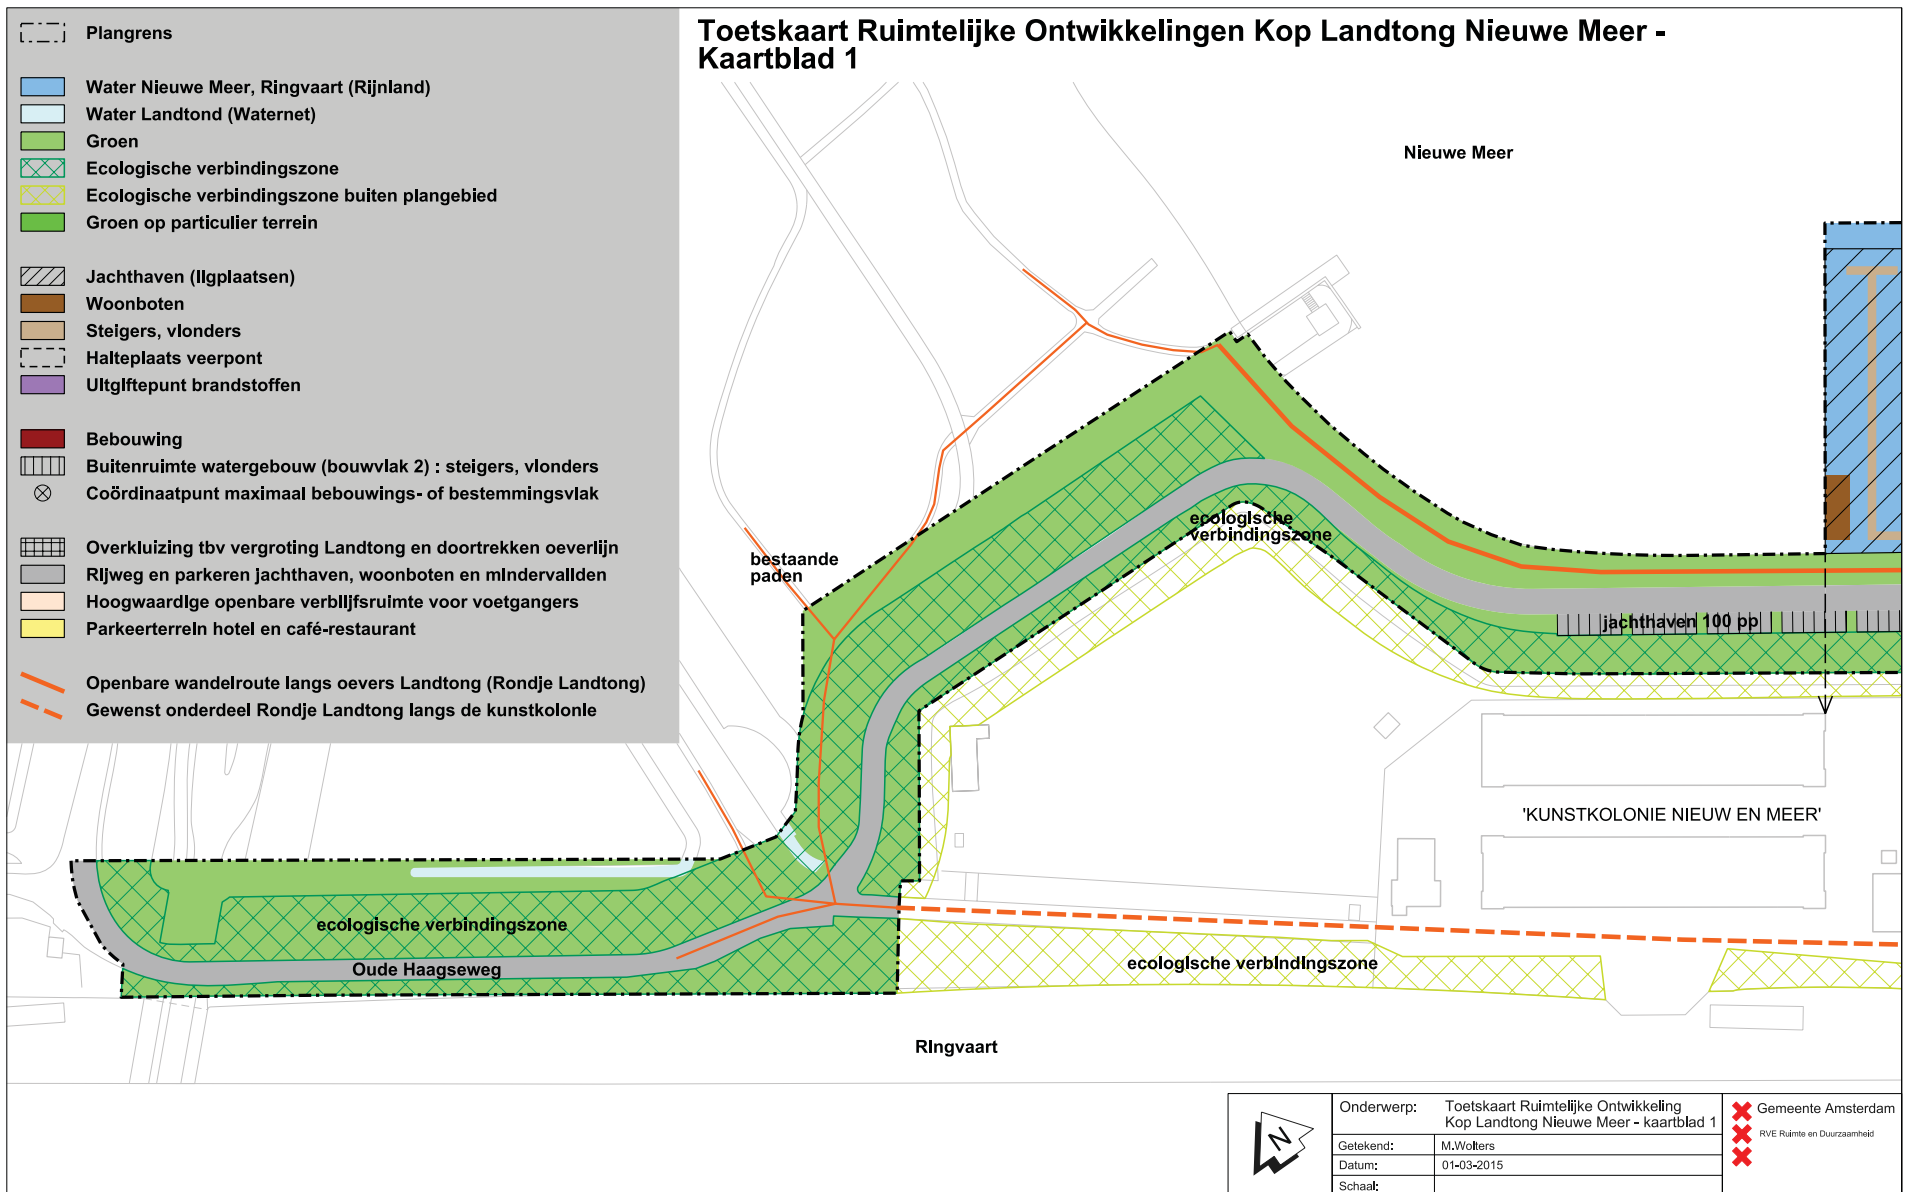 Toetskaart Ruimtelijke Ontwikkelingen Kop Landtong Nieuwe Meer -
Kaartblad 1
Plangrens
Water Nieuwe Meer, Ringvaart (Rijnland)
Water Landtond (Waternet)
Groen
Ecologische verbindingszone
Ecologische verbindingszone buiten plangebied
Groen op particulier terrein
Jachthaven (ligplaatsen)
Woonboten
Steigers, vlonders
Halteplaats veerpont
Uitgiftepunt brandstoffen
Bebouwing
Buitenruimte watergebouw (bouwvlak 2) : steigers, vlonders
Coördinaatpunt maximaal bebouwings- of bestemmingsvlak
Overkluizing tbv vergroting Landtong en doortrekken oeverlijn
Rijweg en parkeren jachthaven, woonboten en mindervaliden
Hoogwaardige openbare verblijfsruimte voor voetgangers
Parkeerterrein hotel en café-restaurant
Openbare wandelroute langs oevers Landtong (Rondje Landtong)
Gewenst onderdeel Rondje Landtong langs de kunstkolonie
Nieuwe Meer
ecologische
verbindingszone
bestaande
paden
jachthaven 100 pp
'KUNSTKOLONIE NIEUW EN MEER'
ecologische verbindingszone
Oude Haagseweg
ecologische verbindingszone
Ringvaart
N
Onderwerp: Toetskaart Ruimtelijke Ontwikkeling
Kop Landtong Nieuwe Meer - kaartblad 1
Getekend: M.Wolters
Datum: 01-03-2015
Schaal:
Gemeente Amsterdam
RVE Ruimte en Duurzaamheid